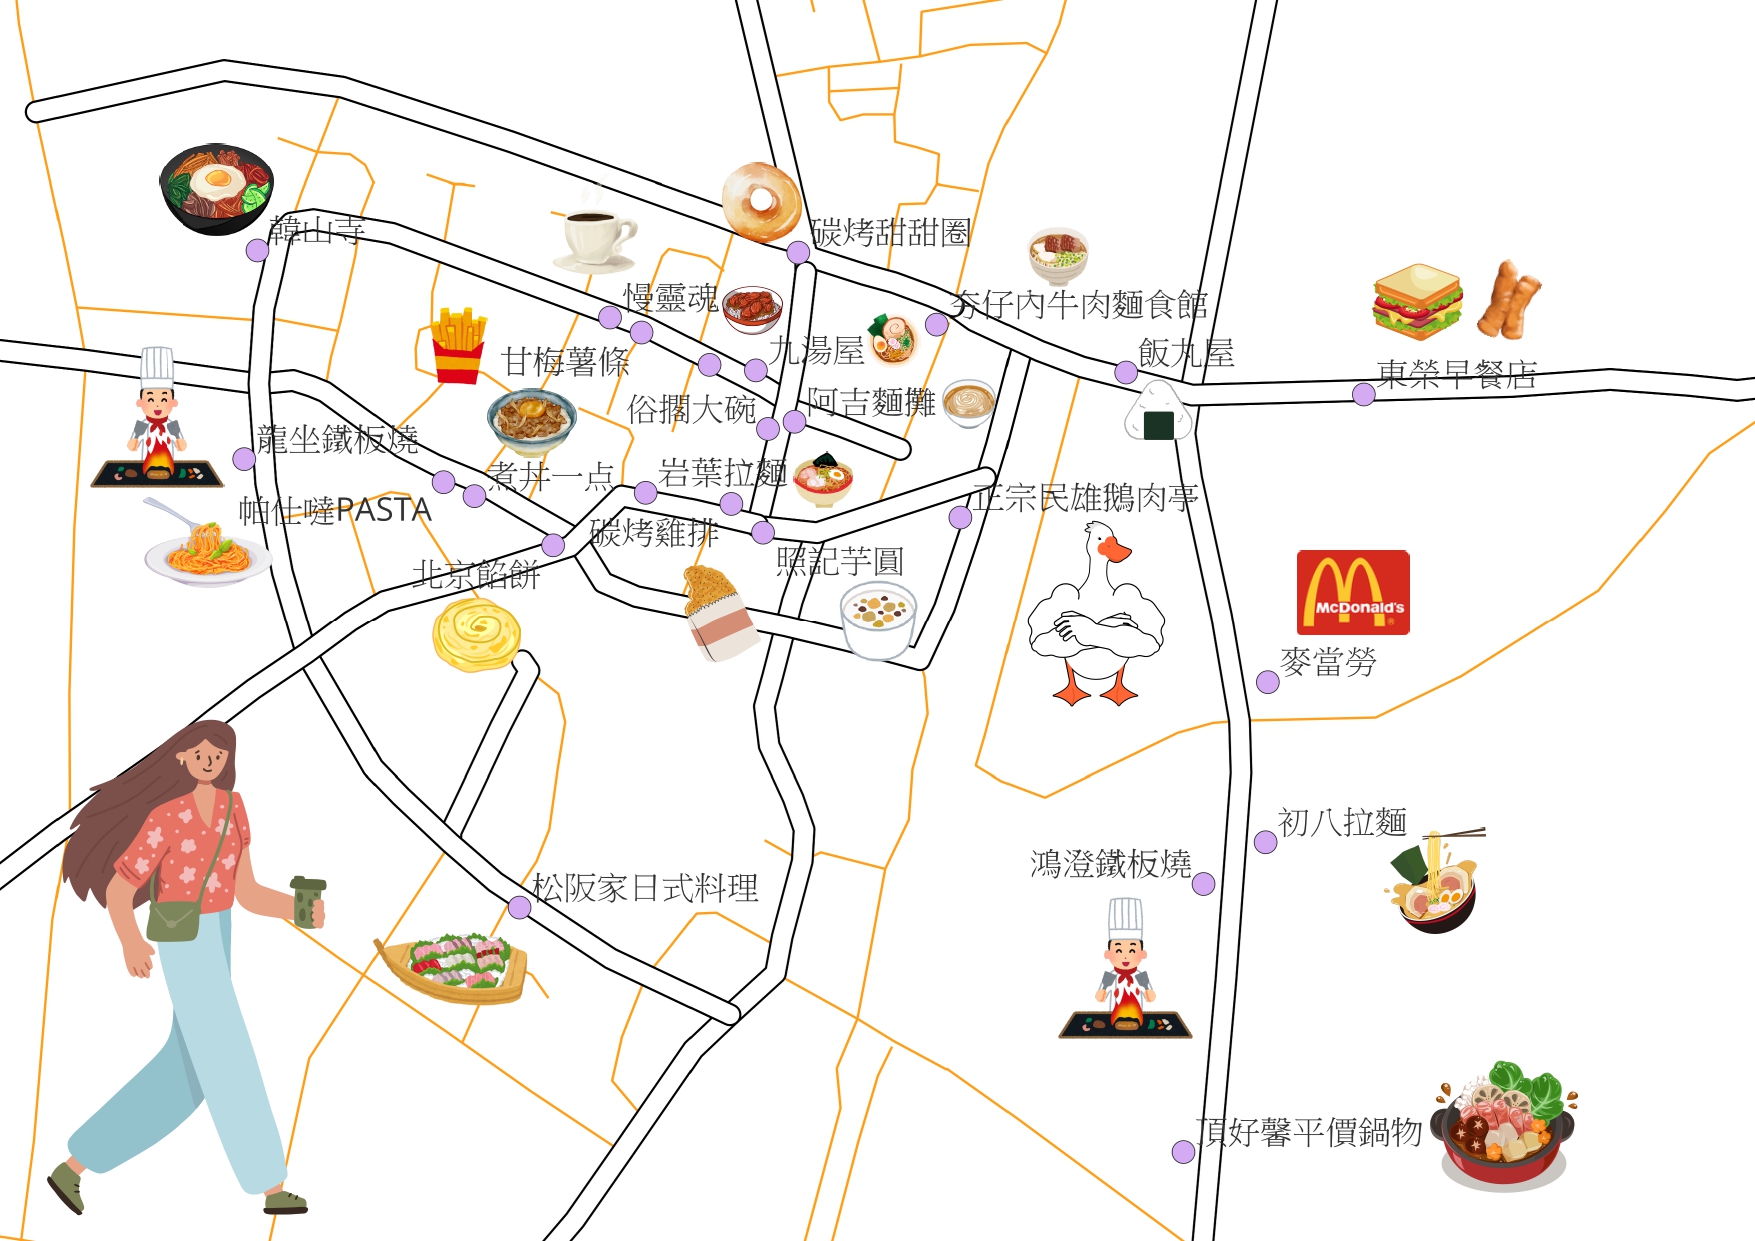 韓山寺
碳烤甜甜圈
慢靈魂
夯仔內牛肉麵食館
甘梅薯條
九湯屋
飯丸屋
東榮早餐店
俗擱大碗
阿吉麵攤
龍坐鐵板燒
煮丼一点
岩葉拉麵
正宗民雄鵝肉亭
帕仕噠PASTA
碳烤雞排
照記芋圓
北京餡餅
McDonald's
麥當勞
初八拉麵
鴻澄鐵板燒
松阪家日式料理
頂好馨平價鍋物